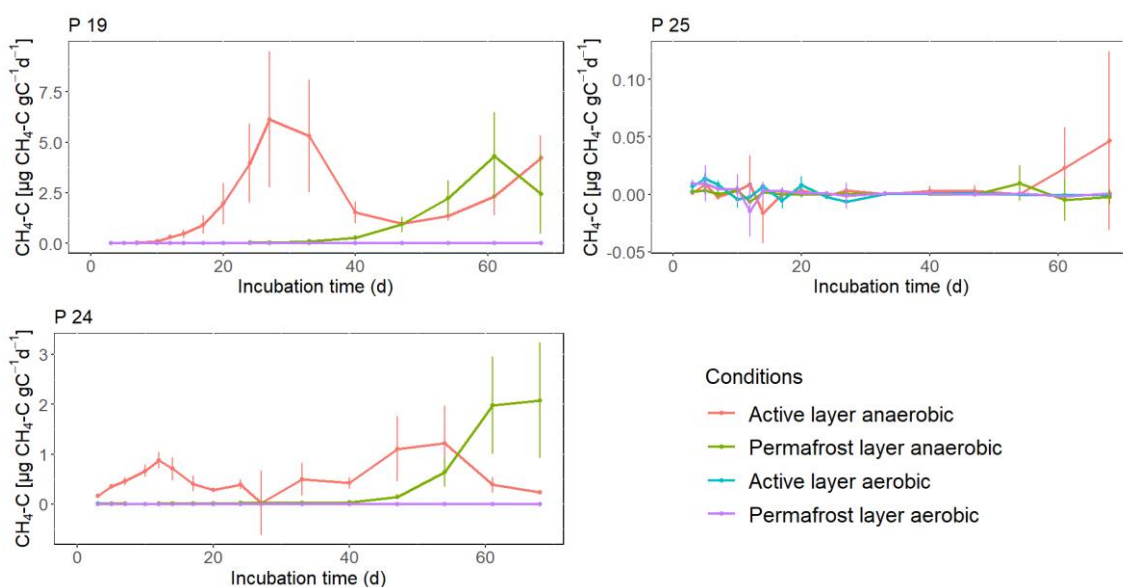 P 19
CH₄-C [µg CH₄-C gC⁻¹d⁻¹]
7.5
5.0
2.5
0.0
0 20 40 60
Incubation time (d)
P 25
CH₄-C [µg CH₄-C gC⁻¹d⁻¹]
0.10
0.05
0.00
-0.05
0 20 40 60
Incubation time (d)
P 24
CH₄-C [µg CH₄-C gC⁻¹d⁻¹]
3
2
1
0
0 20 40 60
Incubation time (d)
Conditions
Active layer anaerobic
Permafrost layer anaerobic
Active layer aerobic
Permafrost layer aerobic